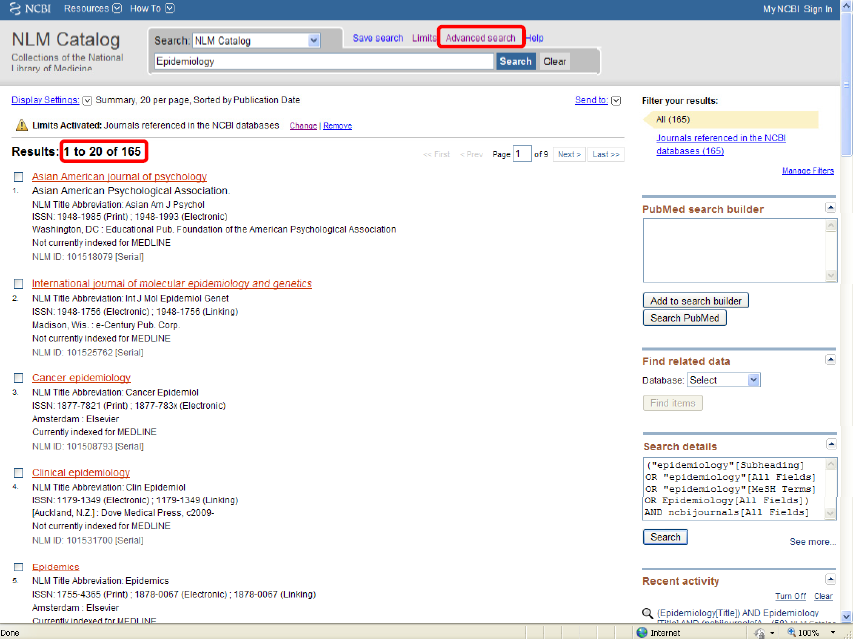 NCBI Resources How To My NCBI Sign In
NLM Catalog
Collections of the National
Library of Medicine
Search: NLM Catalog
Save search Limits Advanced search Help
Epidemiology
Search Clear
Display Settings: Summary, 20 per page, Sorted by Publication Date
Send to:
Limits Activated: Journals referenced in the NCBI databases Change | Remove
Results: 1 to 20 of 165
<< First < Prev Page 1 of 9 Next > Last >>
Asian American journal of psychology
1. Asian American Psychological Association.
NLM Title Abbreviation: Asian Am J Psychol
ISSN: 1948-1985 (Print) ; 1948-1993 (Electronic)
Washington, DC : Educational Pub. Foundation of the American Psychological Association
Not currently indexed for MEDLINE
NLM ID: 101518079 [Serial]
International journal of molecular epidemiology and genetics
2. NLM Title Abbreviation: Int J Mol Epidemiol Genet
ISSN: 1948-1756 (Electronic) ; 1948-1756 (Linking)
Madison, Wis. : e-Century Pub. Corp.
Not currently indexed for MEDLINE
NLM ID: 101525762 [Serial]
Cancer epidemiology
3. NLM Title Abbreviation: Cancer Epidemiol
ISSN: 1877-7821 (Print) ; 1877-783x (Electronic)
Amsterdam : Elsevier
Currently indexed for MEDLINE
NLM ID: 101508793 [Serial]
Clinical epidemiology
4. NLM Title Abbreviation: Clin Epidemiol
ISSN: 1179-1349 (Electronic) ; 1179-1349 (Linking)
[Auckland, N.Z.] : Dove Medical Press, c2009-
Not currently indexed for MEDLINE
NLM ID: 101531700 [Serial]
Epidemics
5. NLM Title Abbreviation: Epidemics
ISSN: 1755-4365 (Print) ; 1878-0067 (Electronic) ; 1878-0067 (Linking)
Amsterdam : Elsevier
Currently indexed for MEDLINE
Filter your results:
All (165)
Journals referenced in the NCBI
databases (165)
Manage Filters
PubMed search builder
Add to search builder
Search PubMed
Find related data
Database: Select
Find items
Search details
("epidemiology"[Subheading]
OR "epidemiology"[All Fields]
OR "epidemiology"[MeSH Terms]
OR Epidemiology[All Fields])
AND ncbijournals[All Fields]
Search
See more...
Recent activity
Turn Off Clear
(Epidemiology[Title]) AND Epidemiology
Done
Internet
100%